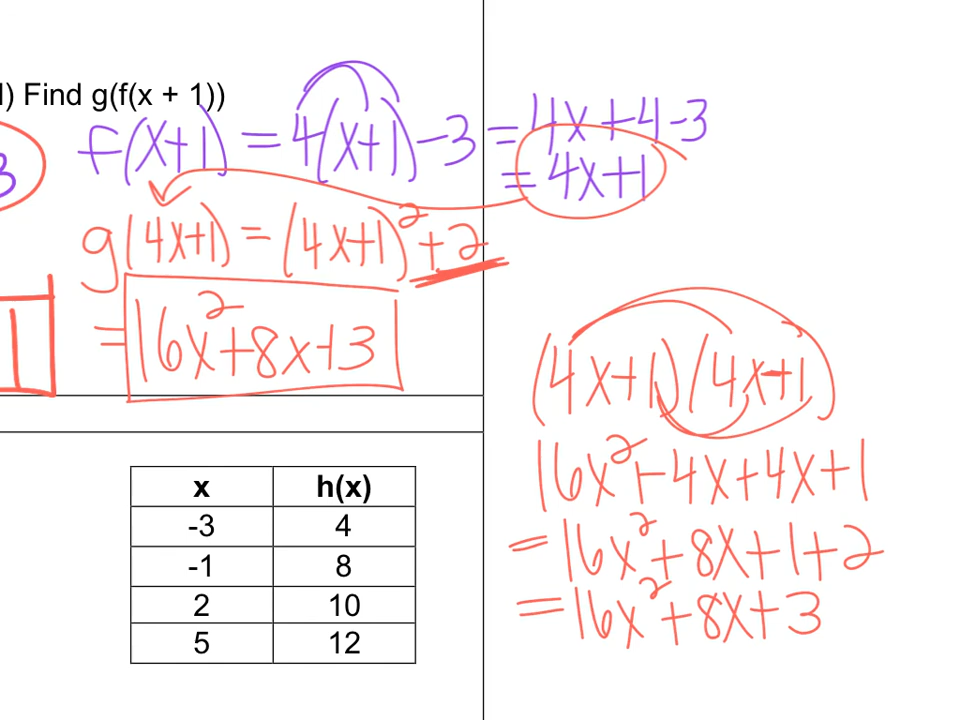 l) Find g(f(x + 1))
f(x+1) = 4(x+1)-3 = 4x+4-3
= 4x+1
3
g(4x+1) = (4x+1)²+2
= 16x²+8x+3
1
(4x+1)(4x+1)
16x²+4x+4x+1
= 16x²+8x+1+2
= 16x²+8x+3
x h(x)
-3 4
-1 8
2 10
5 12